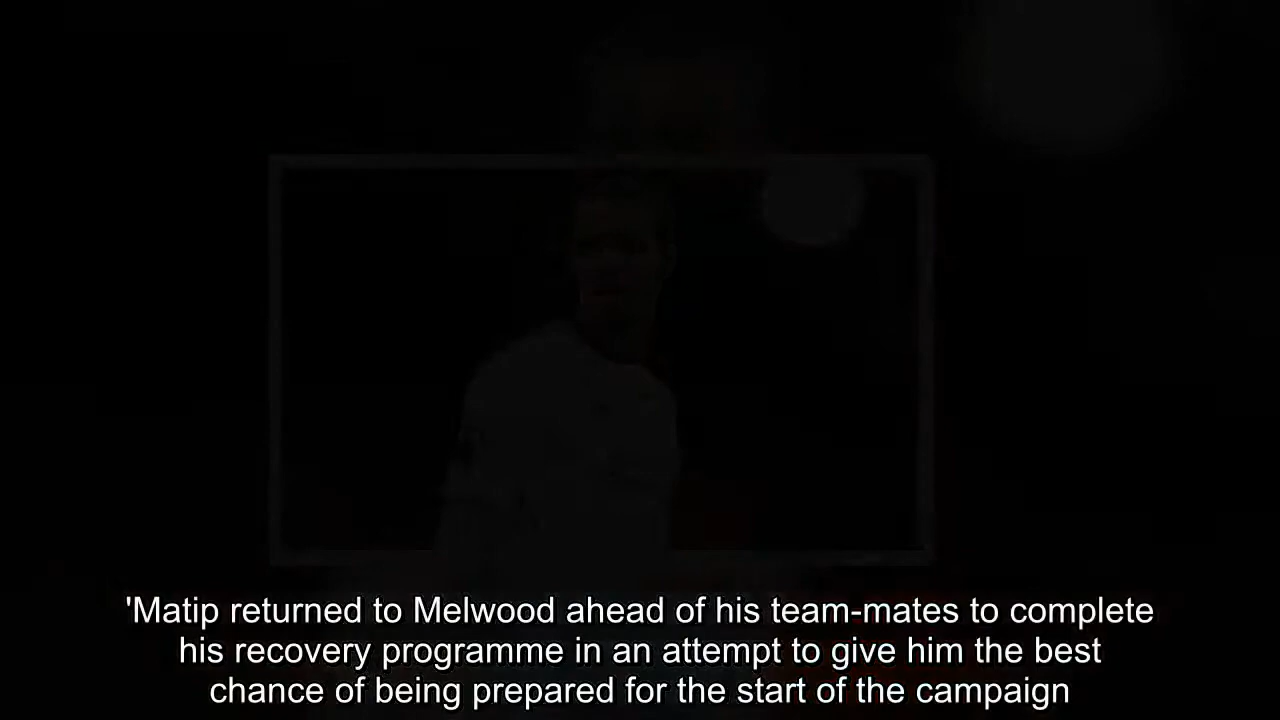 'Matip returned to Melwood ahead of his team-mates to complete
his recovery programme in an attempt to give him the best
chance of being prepared for the start of the campaign